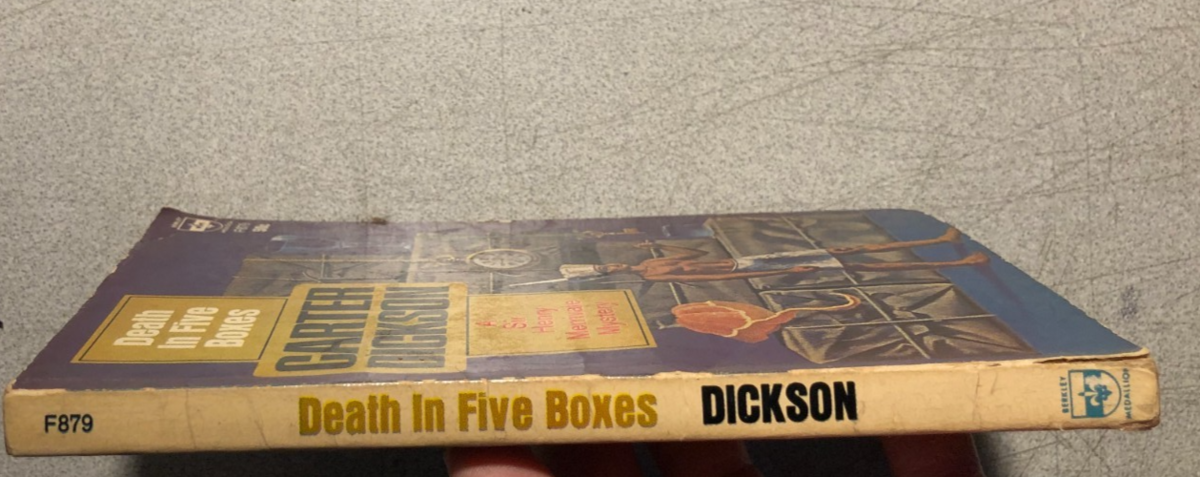 Death
In Five
Boxes
CARTER
DICKSON
A
Sir
Henry
Merrivale
Mystery
F879
Death In Five Boxes
DICKSON
BERKLEY
MEDALLION